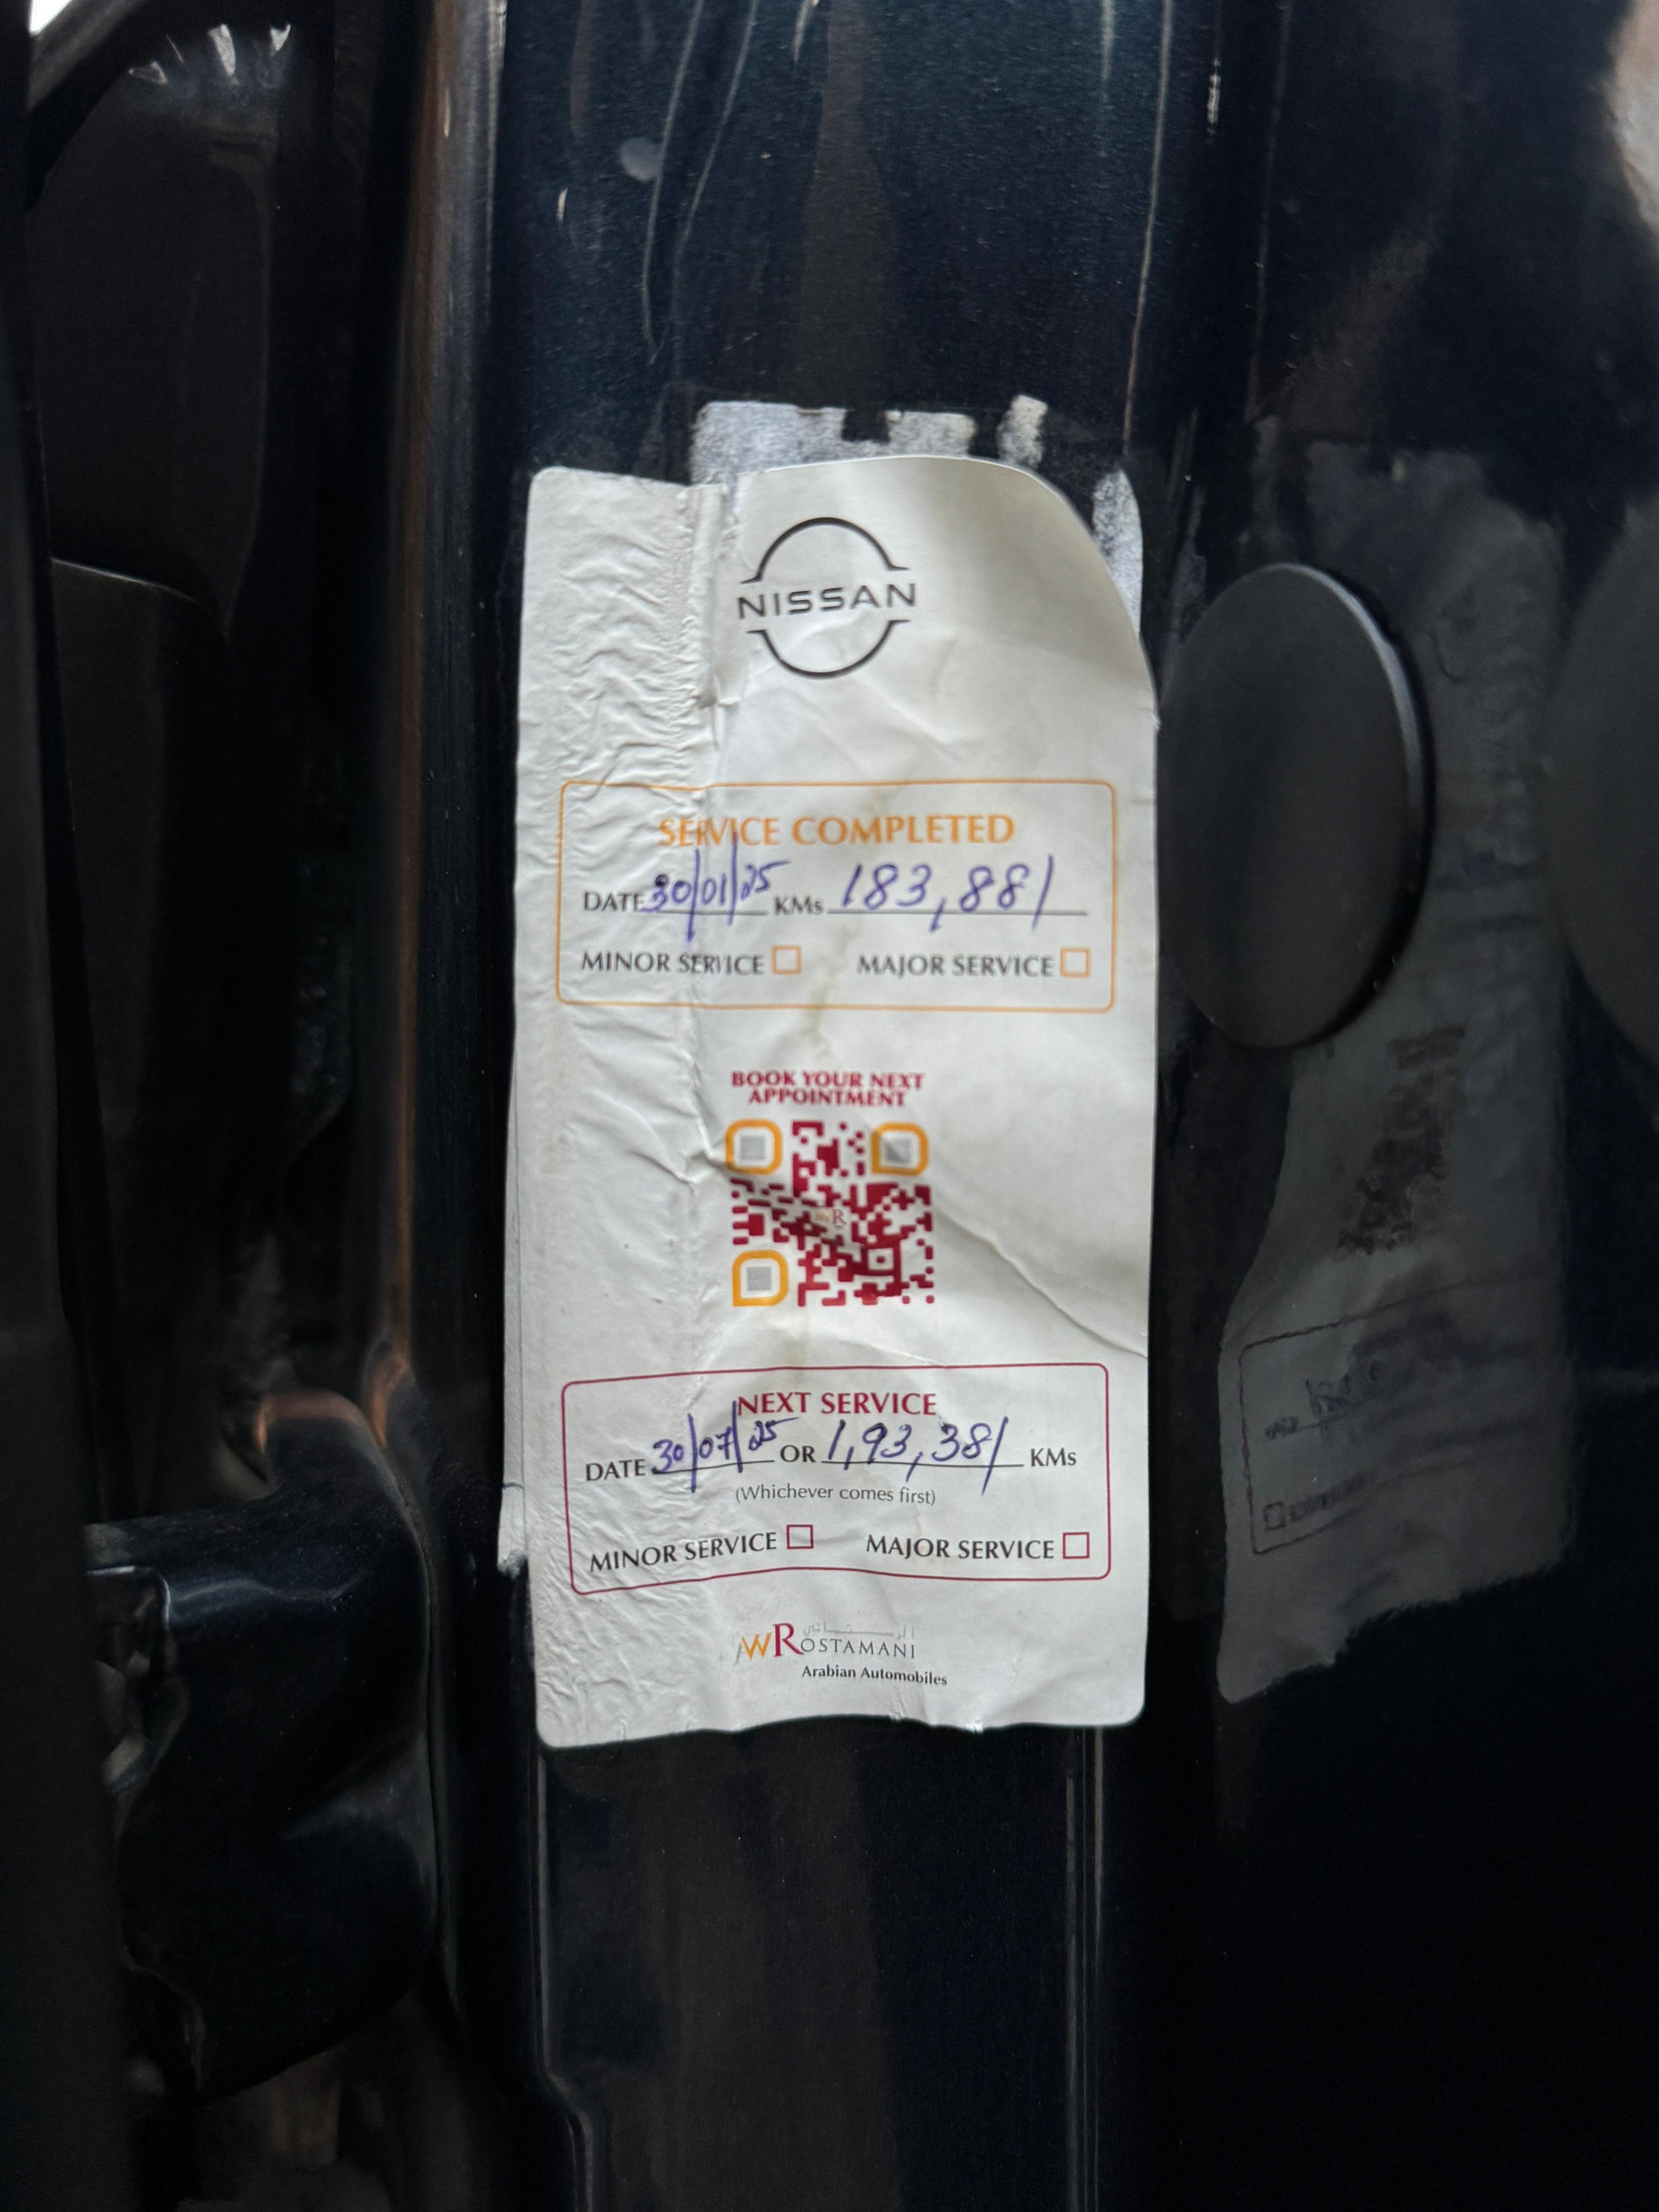 NISSAN
SERVICE COMPLETED
DATE 30/01/25 KMs 183,881
MINOR SERVICE MAJOR SERVICE
BOOK YOUR NEXT
APPOINTMENT
NEXT SERVICE
DATE 30/07/25 OR 1,93,381 KMs
(Whichever comes first)
MINOR SERVICE MAJOR SERVICE
AWROSTAMANI
Arabian Automobiles